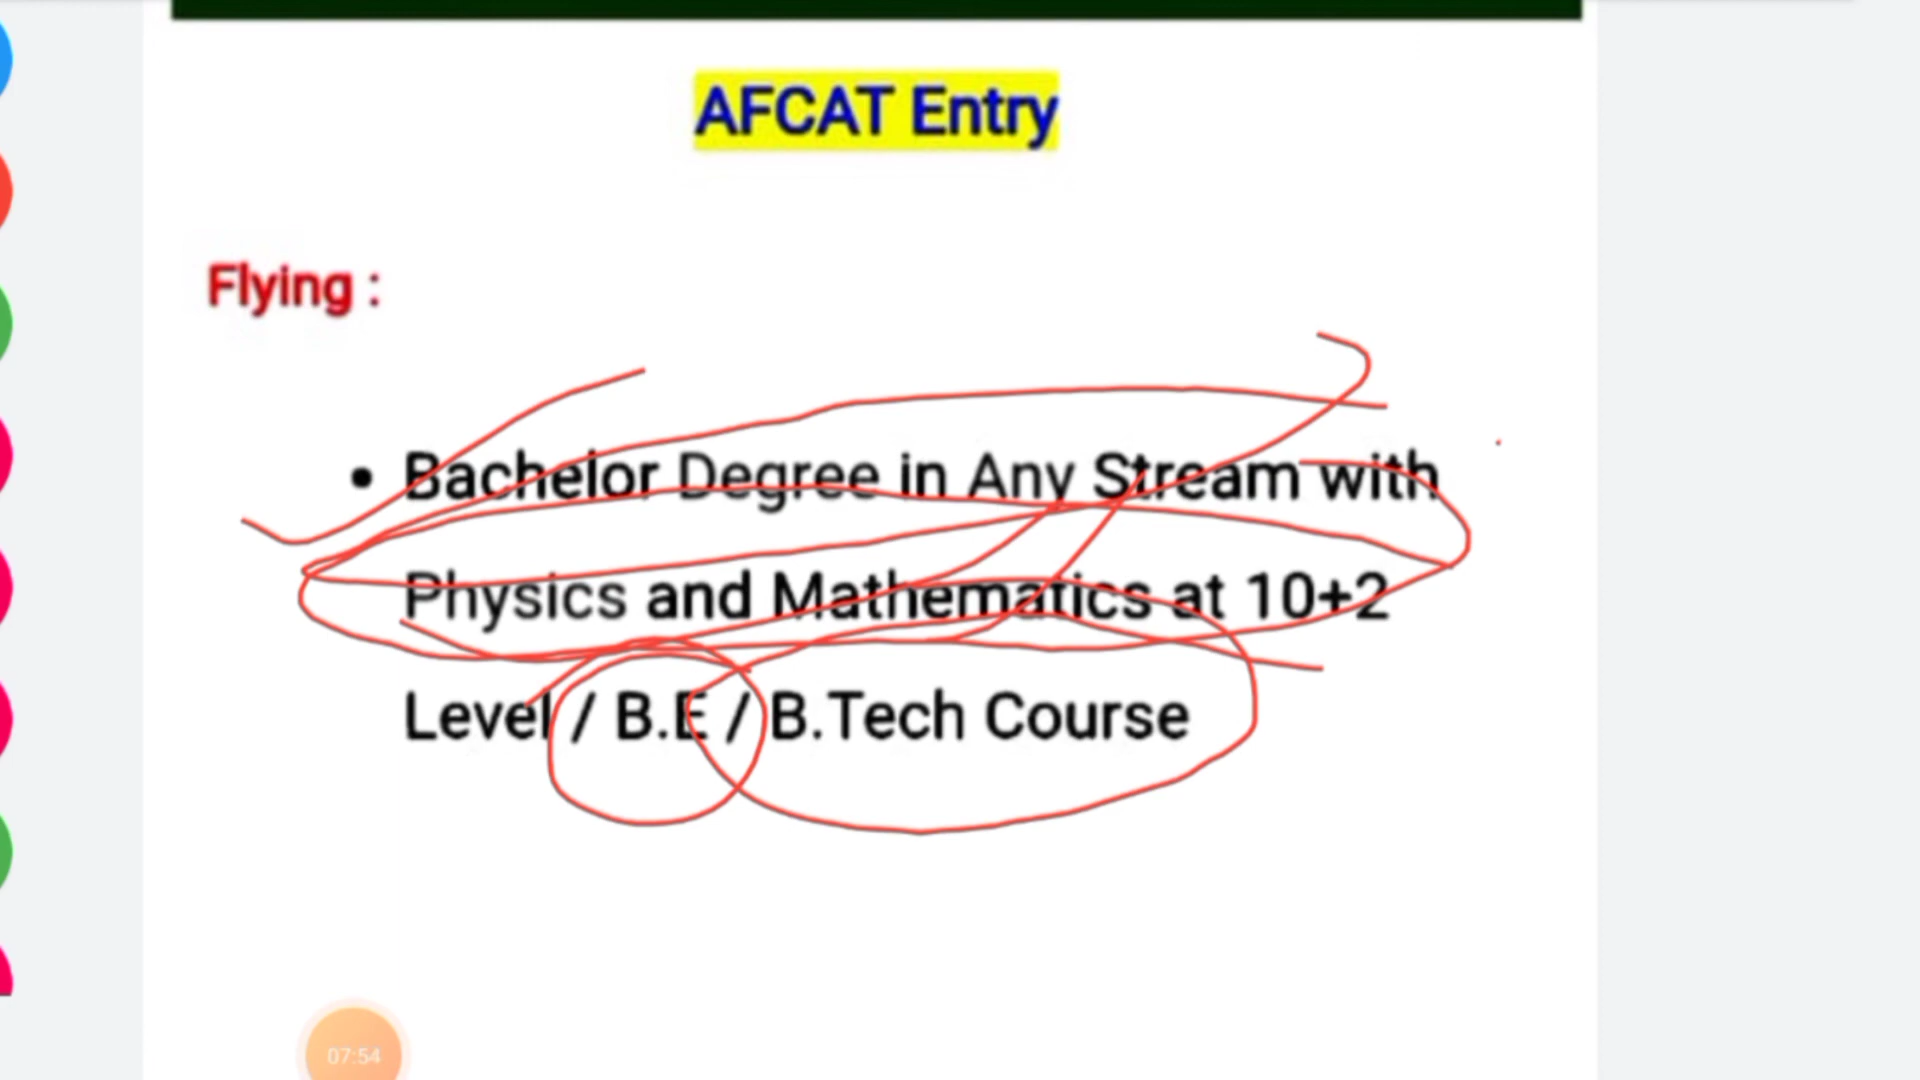 AFCAT Entry
Flying :
• Bachelor Degree in Any Stream with
Physics and Mathematics at 10+2
Level / B.E / B.Tech Course
07:54